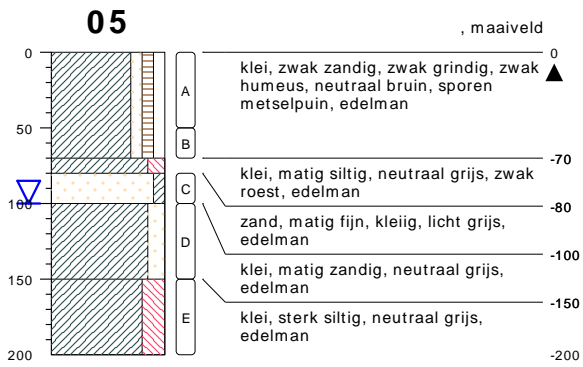 05
, maaiveld
0
50
100
150
200
A
B
C
D
E
0
klei, zwak zandig, zwak grindig, zwak
humeus, neutraal bruin, sporen
metselpuin, edelman
-70
klei, matig siltig, neutraal grijs, zwak
roest, edelman
-80
zand, matig fijn, kleiig, licht grijs,
edelman
-100
klei, matig zandig, neutraal grijs,
edelman
-150
klei, sterk siltig, neutraal grijs,
edelman
-200